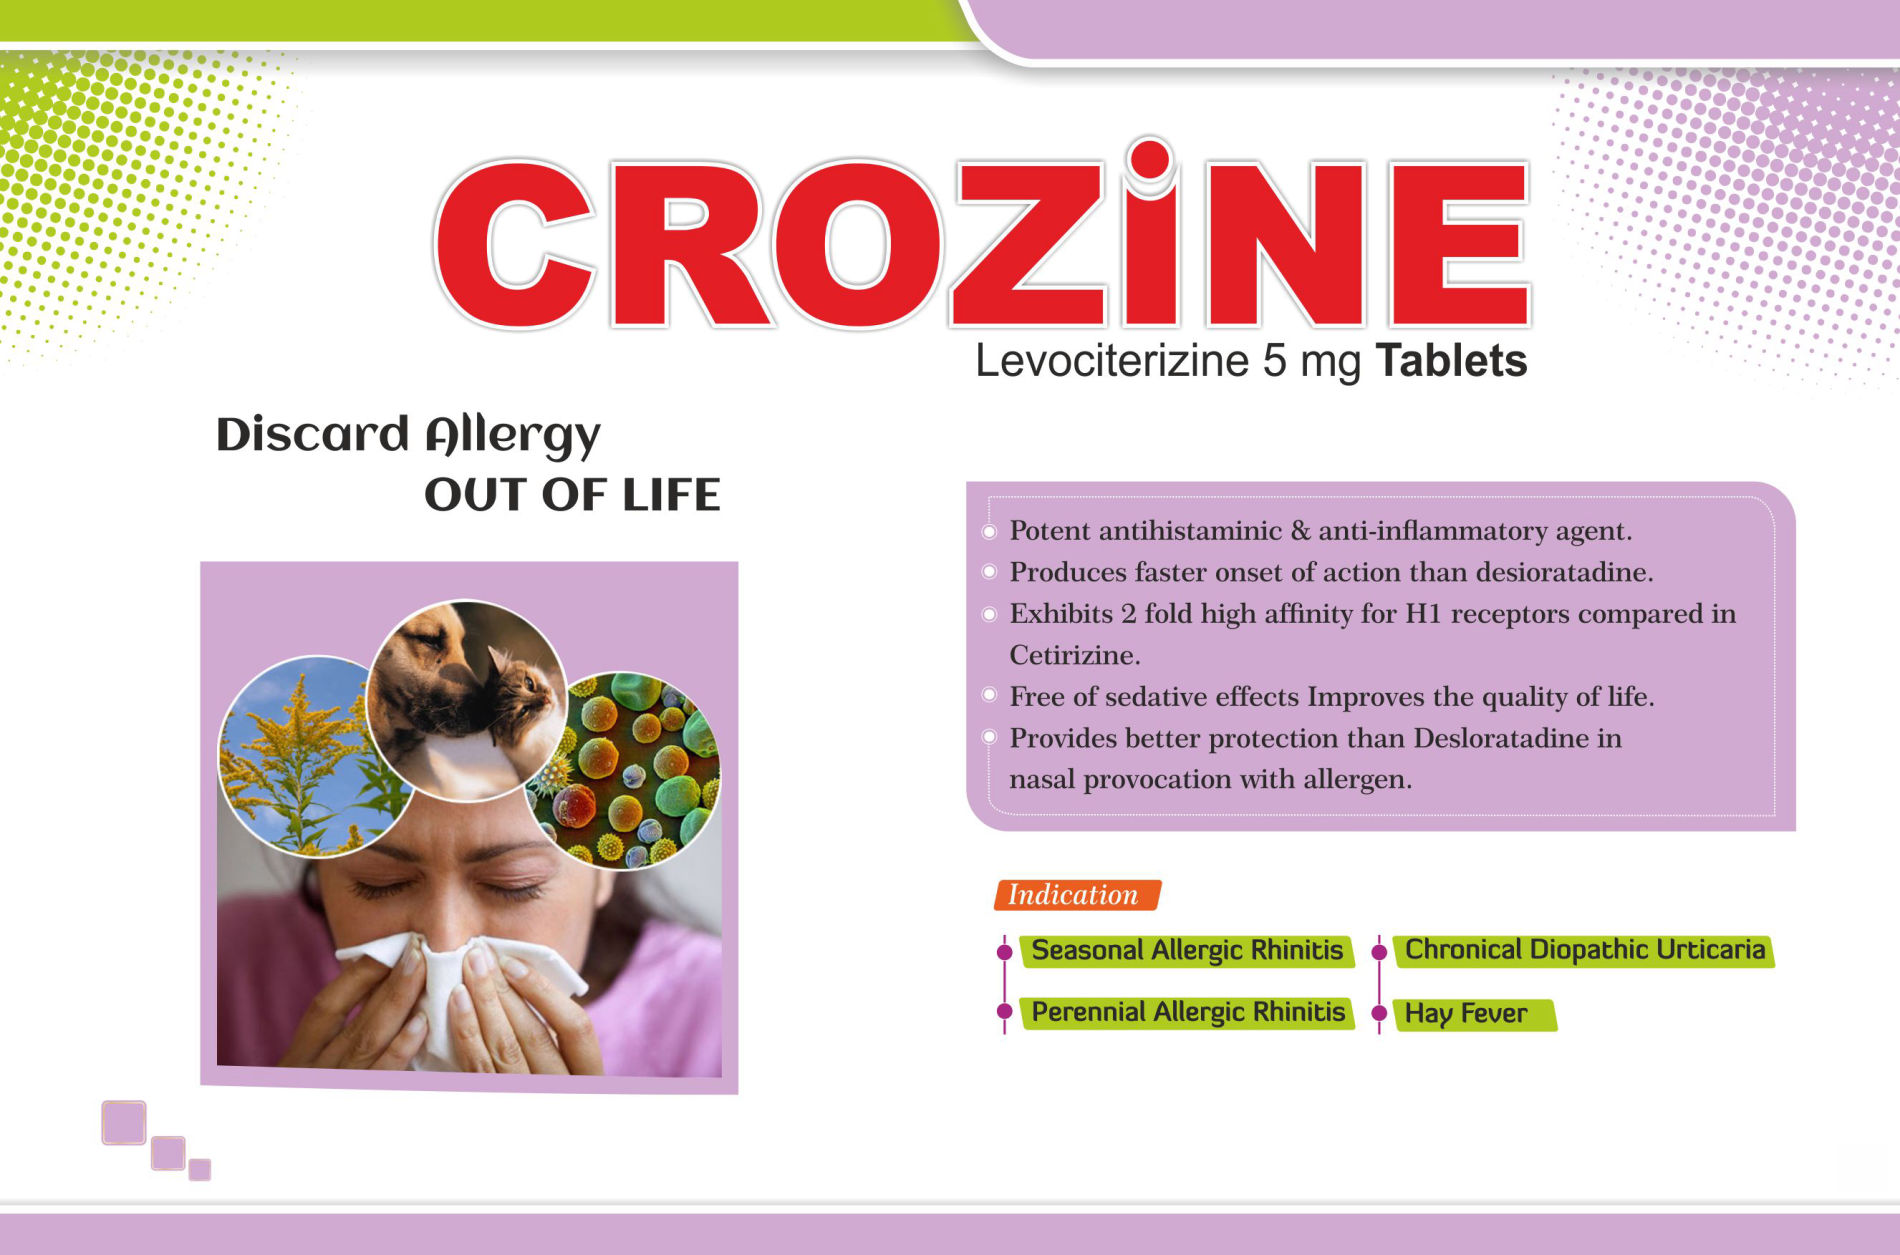 CROZiNE
Levociterizine 5 mg Tablets
Discard Allergy
OUT OF LIFE
Potent antihistaminic & anti-inflammatory agent.
Produces faster onset of action than desioratadine.
Exhibits 2 fold high affinity for H1 receptors compared in
Cetirizine.
Free of sedative effects Improves the quality of life.
Provides better protection than Desloratadine in
nasal provocation with allergen.
Indication
Seasonal Allergic Rhinitis
Chronical Diopathic Urticaria
Perennial Allergic Rhinitis
Hay Fever